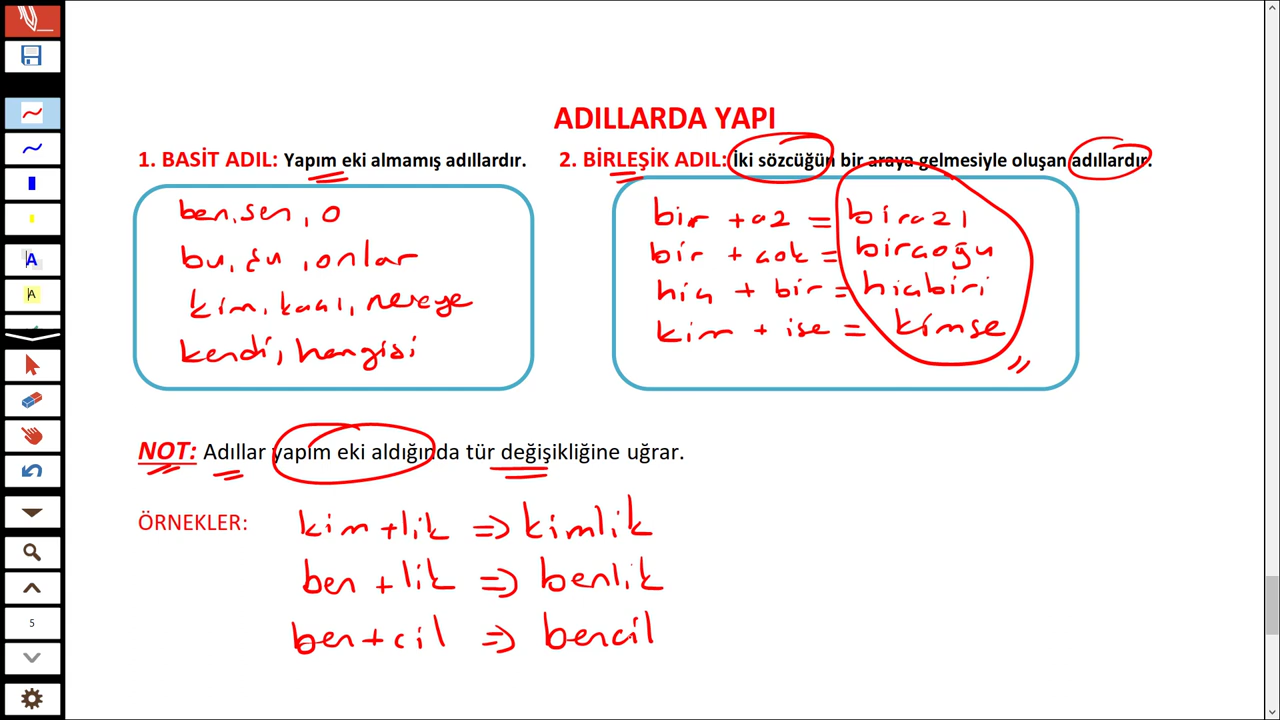 ADILLARDA YAPI
1. BASİT ADIL: Yapım eki almamış adıllardır.
ben, sen, o
bu, şu, onlar
kim, kaçı, nereye
kendi, hangisi
2. BİRLEŞİK ADIL: İki sözcüğün bir araya gelmesiyle oluşan adıllardır.
bir + az = birazı
bir + çok = birçoğu
hiç + bir = hiçbiri
kim + ise = kimse
NOT: Adıllar yapım eki aldığında tür değişikliğine uğrar.
ÖRNEKLER: kim + lik ⇒ kimlik
ben + lik ⇒ benlik
ben + cil ⇒ bencil
A
A
5